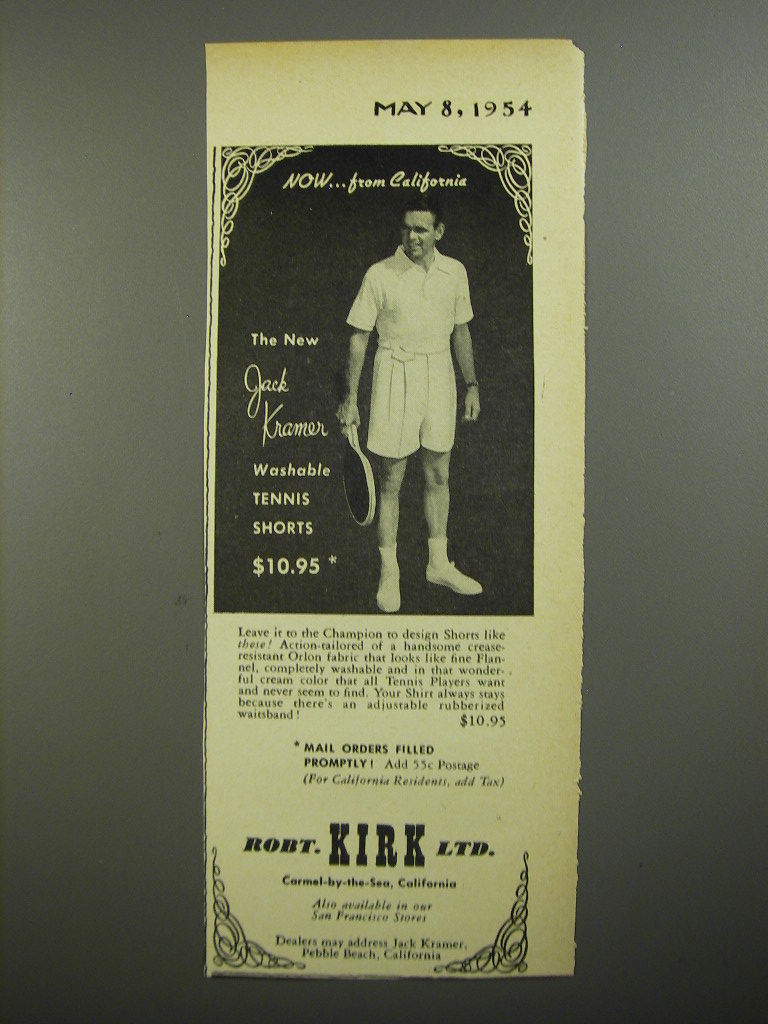 MAY 8, 1954
NOW...from California
The New
Jack
Kramer
Washable
TENNIS
SHORTS
$10.95 *
Leave it to the Champion to design Shorts like
these! Action-tailored of a handsome crease-
resistant Orlon fabric that looks like fine Flan-
nel, completely washable and in that wonder-
ful cream color that all Tennis Players want
and never seem to find. Your Shirt always stays
because there's an adjustable rubberized
waitsband!
$10.95
* MAIL ORDERS FILLED
PROMPTLY! Add 55c Postage
(For California Residents, add Tax)
ROBT. KIRK LTD.
Carmel-by-the-Sea, California
Also available in our
San Francisco Stores
Dealers may address Jack Kramer,
Pebble Beach, California